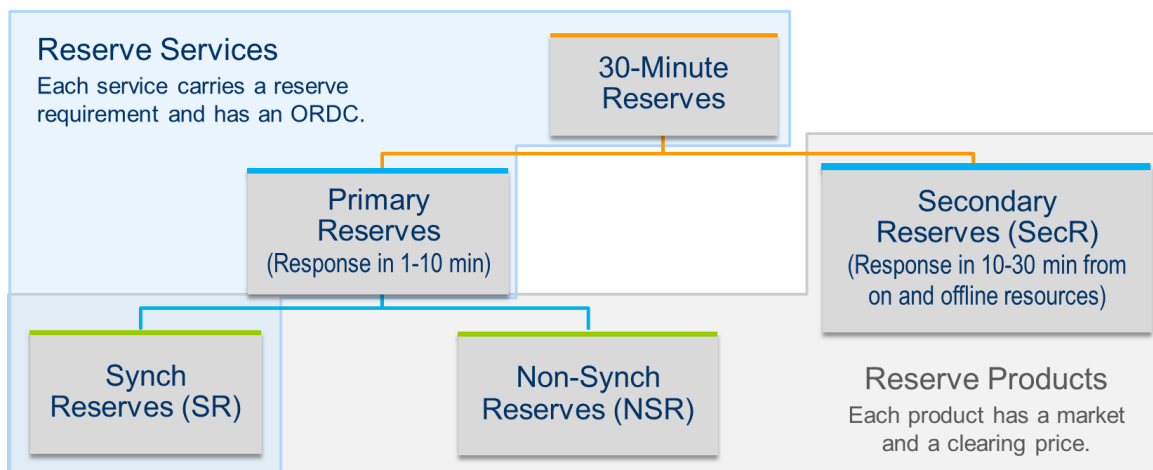 Reserve Services
Each service carries a reserve
requirement and has an ORDC.
30-Minute
Reserves
Primary
Reserves
(Response in 1-10 min)
Secondary
Reserves (SecR)
(Response in 10-30 min from
on and offline resources)
Synch
Reserves (SR)
Non-Synch
Reserves (NSR)
Reserve Products
Each product has a market
and a clearing price.